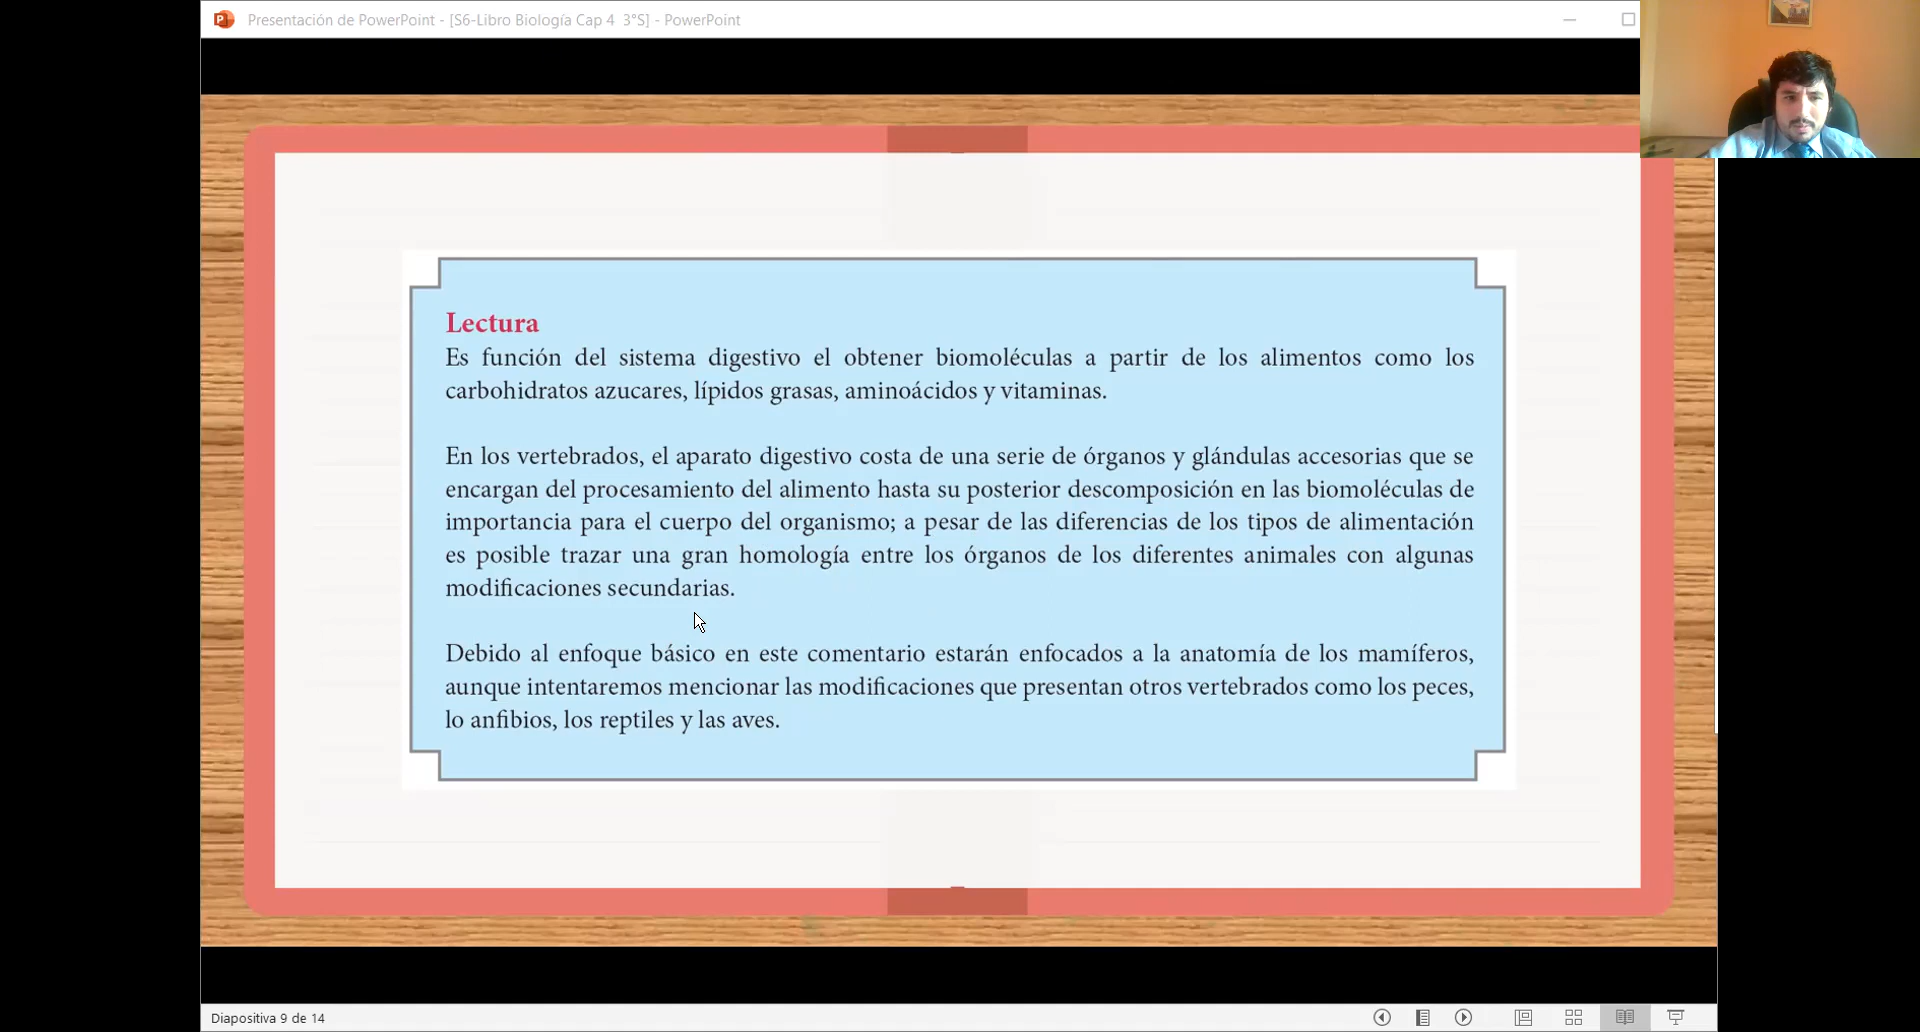 Presentación de PowerPoint - [S6-Libro Biología Cap 4  3°S] - PowerPoint
Lectura
Es función del sistema digestivo el obtener biomoléculas a partir de los alimentos como los
carbohidratos azucares, lípidos grasas, aminoácidos y vitaminas.
En los vertebrados, el aparato digestivo costa de una serie de órganos y glándulas accesorias que se
encargan del procesamiento del alimento hasta su posterior descomposición en las biomoléculas de
importancia para el cuerpo del organismo; a pesar de las diferencias de los tipos de alimentación
es posible trazar una gran homología entre los órganos de los diferentes animales con algunas
modificaciones secundarias.
Debido al enfoque básico en este comentario estarán enfocados a la anatomía de los mamíferos,
aunque intentaremos mencionar las modificaciones que presentan otros vertebrados como los peces,
lo anfibios, los reptiles y las aves.
Diapositiva 9 de 14